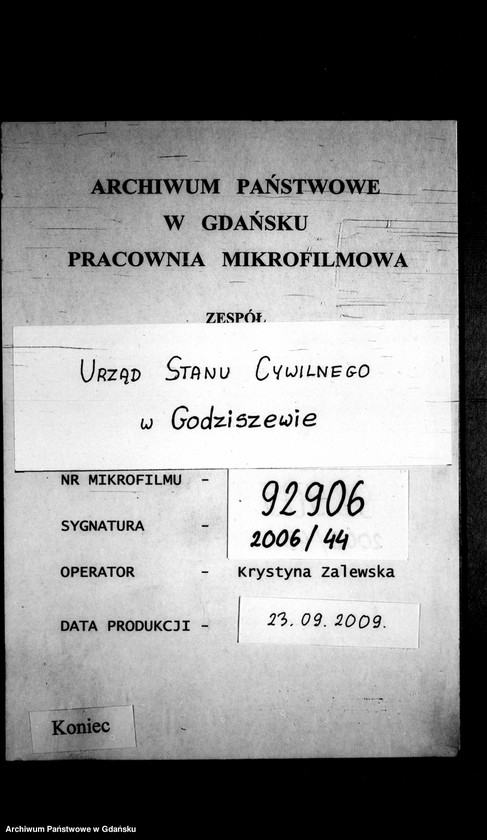 ARCHIWUM PAŃSTWOWE
W GDAŃSKU
PRACOWNIA MIKROFILMOWA
ZESPÓŁ
URZĄD STANU CYWILNEGO
w Godziszewie
NR MIKROFILMU - 92906
SYGNATURA - 2006/44
OPERATOR - Krystyna Zalewska
DATA PRODUKCJI - 23.09.2009.
Koniec
Archiwum Państwowe w Gdańsku